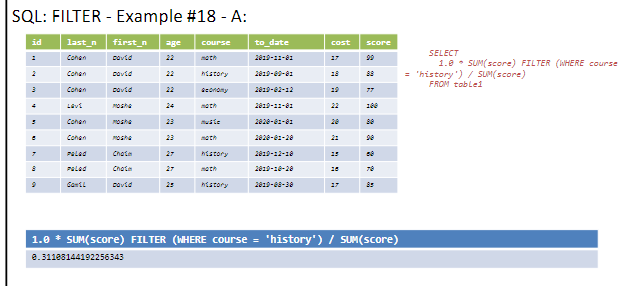 SQL: FILTER - Example #18 - A:
id last_n first_n age course to_date cost score
1 Cohen David 22 math 2019-11-01 17 99
2 Cohen David 22 history 2019-09-01 18 88
3 Cohen David 22 economy 2019-02-12 19 77
4 Levi Moshe 24 math 2019-11-01 22 100
5 Cohen Moshe 23 music 2020-01-01 20 80
6 Cohen Moshe 23 math 2020-01-20 21 90
7 Peled Chaim 27 history 2019-12-10 15 60
8 Peled Chaim 27 math 2019-10-20 16 70
9 Gamil David 25 history 2019-08-30 17 85
SELECT
1.0 * SUM(score) FILTER (WHERE course
= 'history') / SUM(score)
FROM table1
1.0 * SUM(score) FILTER (WHERE course = 'history') / SUM(score)
0.31108144192256343